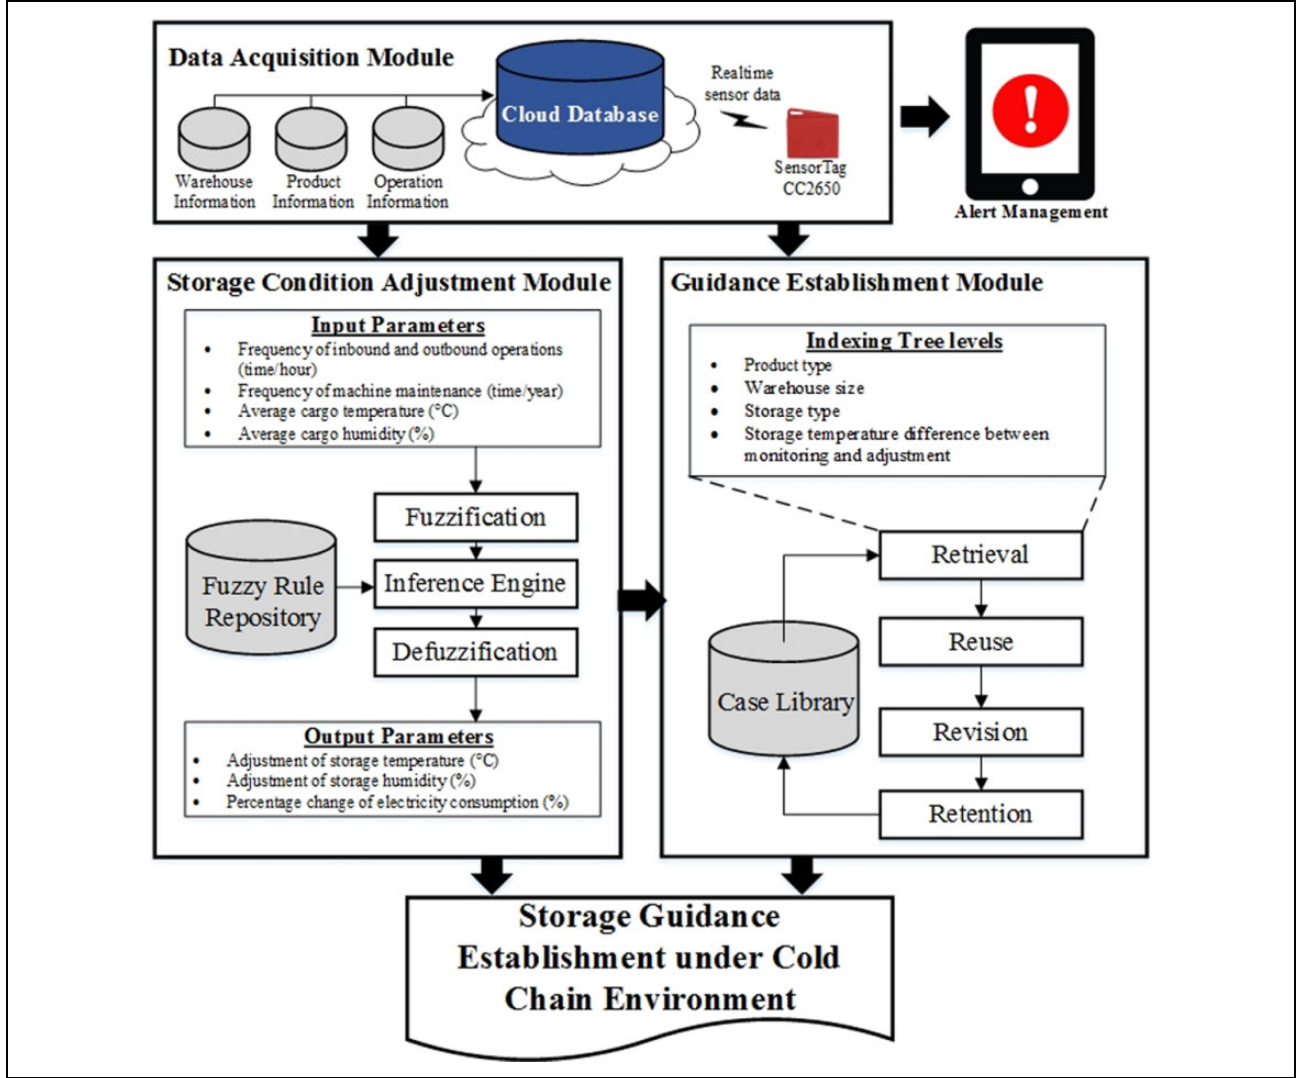 Data Acquisition Module
Cloud Database
Realtime
sensor data
Warehouse
Information
Product
Information
Operation
Information
SensorTag
CC2650
Alert Management
Storage Condition Adjustment Module
Input Parameters
• Frequency of inbound and outbound operations
(time/hour)
• Frequency of machine maintenance (time/year)
• Average cargo temperature (°C)
• Average cargo humidity (%)
Fuzzification
Fuzzy Rule
Repository
Inference Engine
Defuzzification
Output Parameters
• Adjustment of storage temperature (°C)
• Adjustment of storage humidity (%)
• Percentage change of electricity consumption (%)
Guidance Establishment Module
Indexing Tree levels
• Product type
• Warehouse size
• Storage type
• Storage temperature difference between
monitoring and adjustment
Retrieval
Reuse
Case Library
Revision
Retention
Storage Guidance
Establishment under Cold
Chain Environment